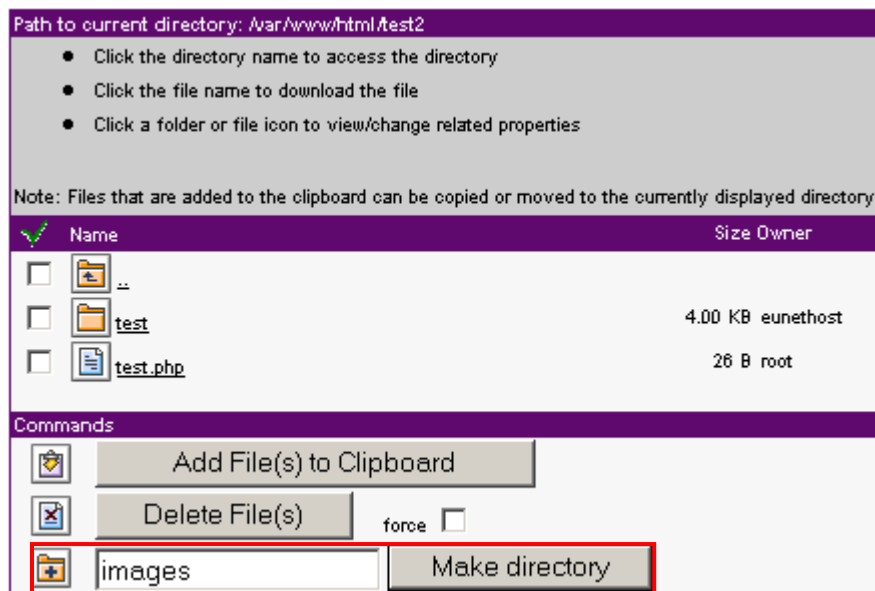 Path to current directory: /var/www/html/test2
Click the directory name to access the directory
Click the file name to download the file
Click a folder or file icon to view/change related properties
Note: Files that are added to the clipboard can be copied or moved to the currently displayed directory
Name Size Owner
..
test 4.00 KB eunethost
test.php 26 B root
Commands
Add File(s) to Clipboard
Delete File(s) force
images Make directory